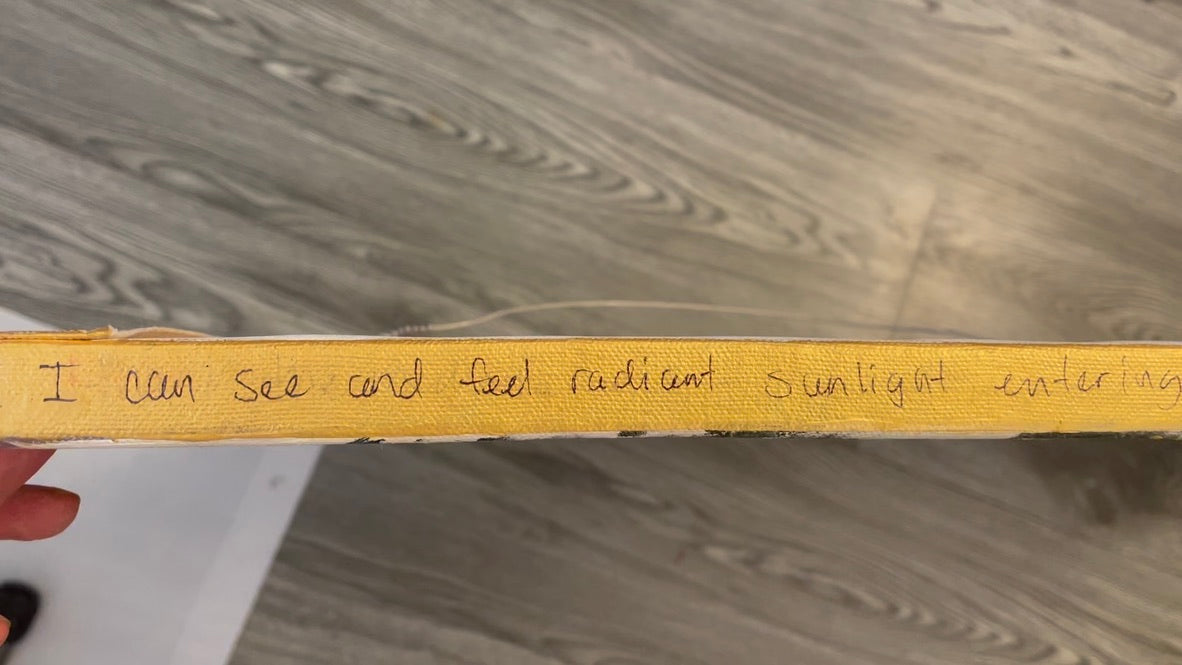 I can see and feel radiant sunlight entering